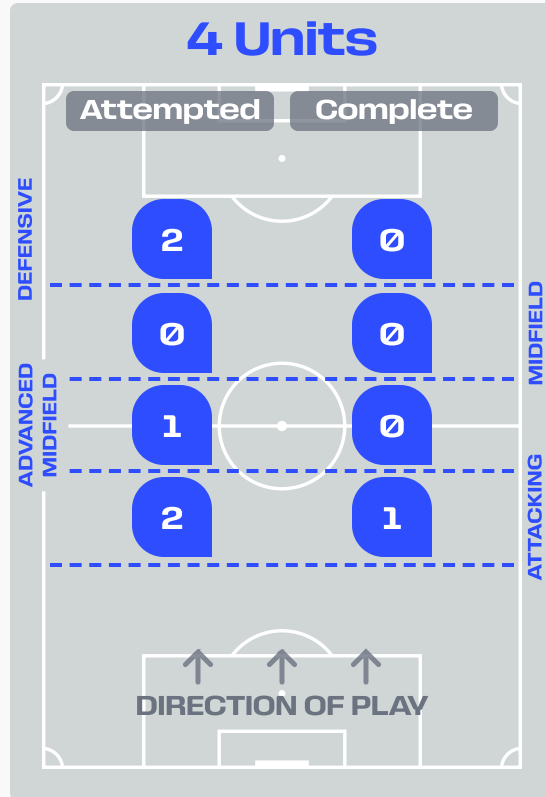 4 Units
Attempted Complete
DEFENSIVE
2 0
MIDFIELD
0 0
ADVANCED
MIDFIELD
1 0
ATTACKING
2 1
DIRECTION OF PLAY